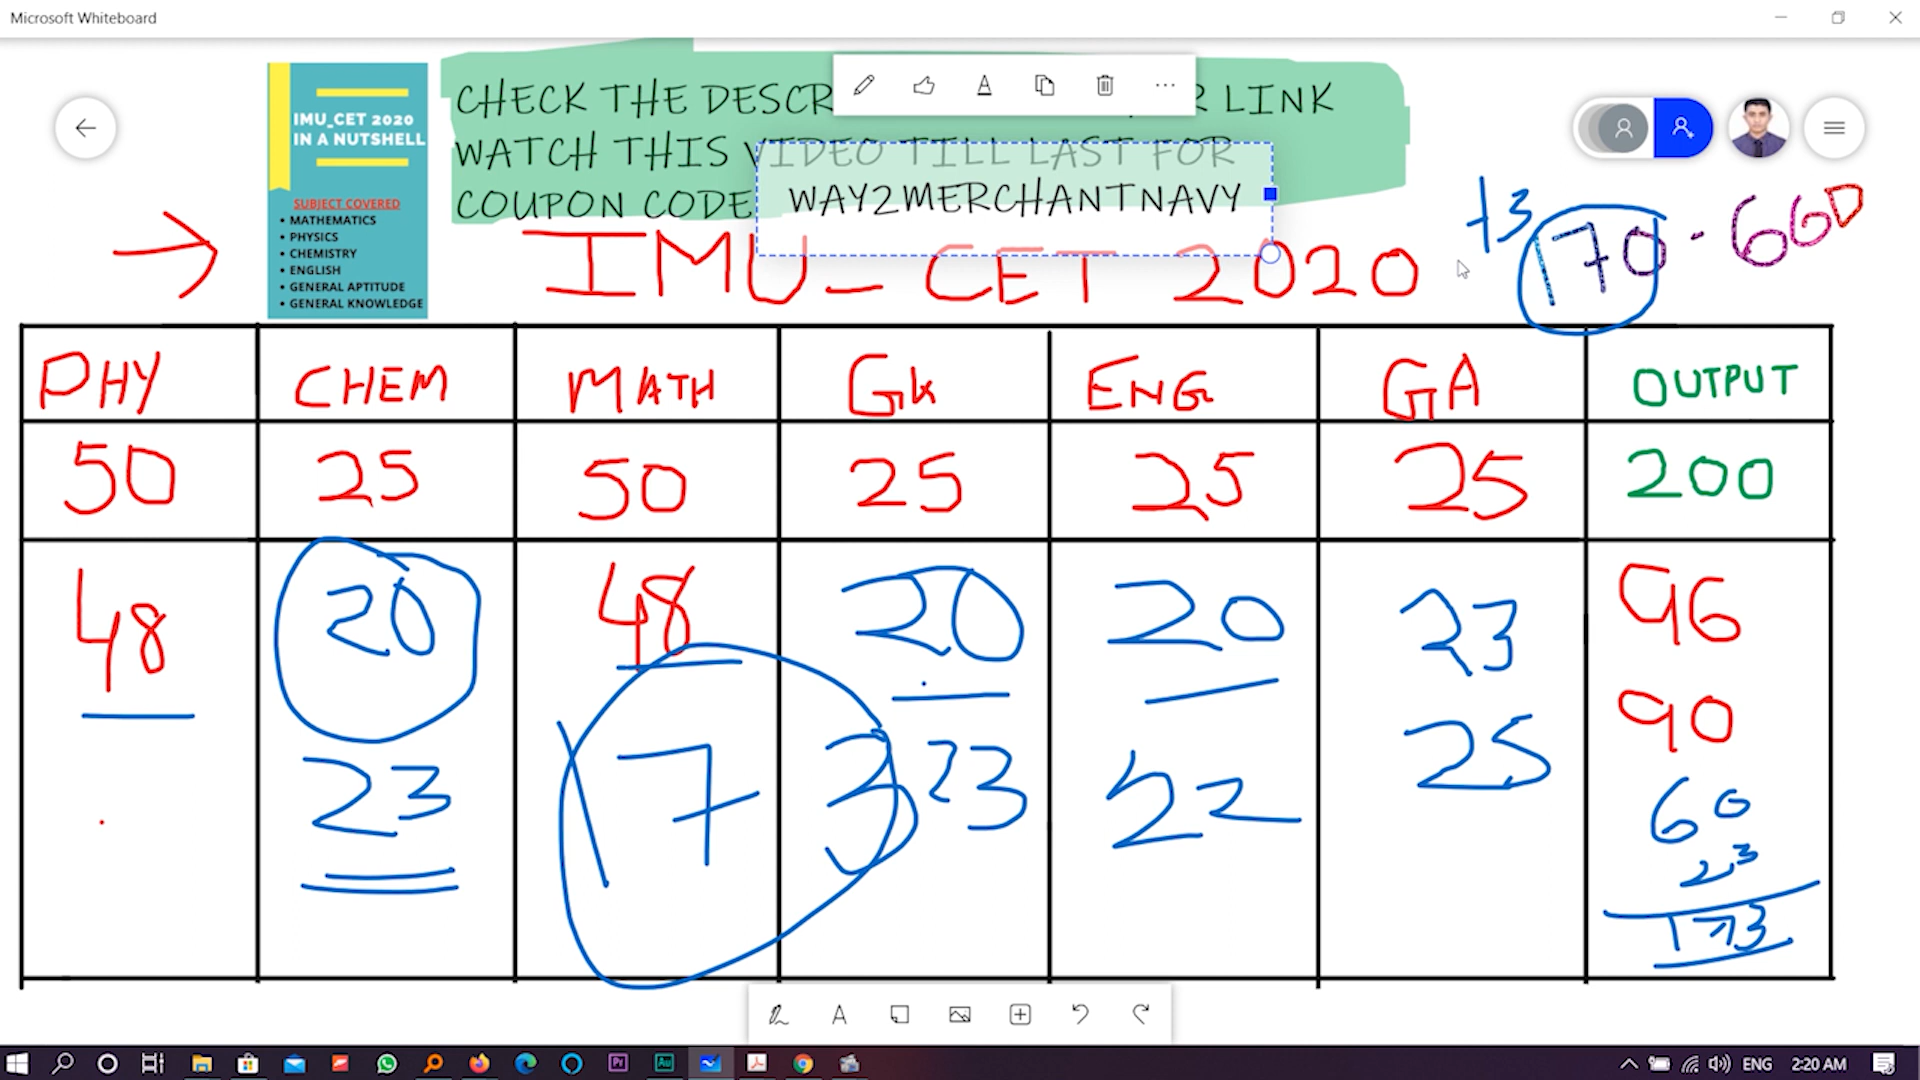 Microsoft Whiteboard
CHECK THE DESCR R LINK
WATCH THIS VIDEO TILL LAST FOR
COUPON CODE
WAY2MERCHANTNAVY
IMU_CET 2020
IN A NUTSHELL
SUBJECT COVERED
• MATHEMATICS
• PHYSICS
• CHEMISTRY
• ENGLISH
• GENERAL APTITUDE
• GENERAL KNOWLEDGE
IMU- CET 2020
+3
170 - 660
PHY CHEM MATH GK ENG GA OUTPUT
50 25 50 25 25 25 200
48 20 48 20 20 23 96
90
23 173 23 22 25 60
23
173
ENG 2:20 AM